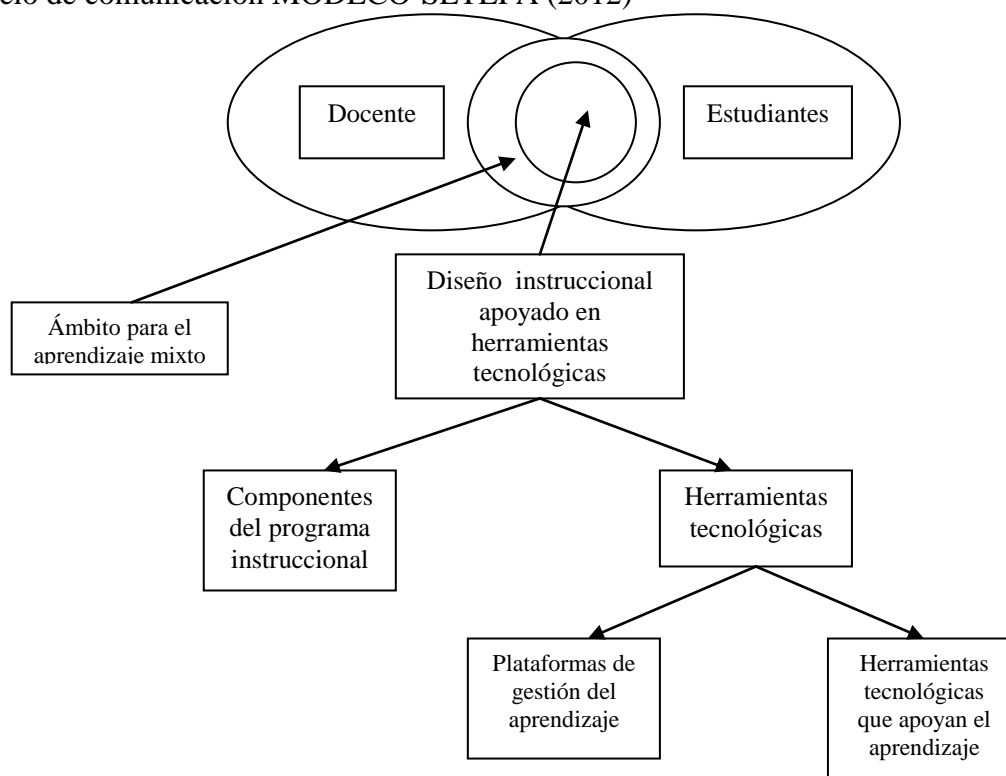 de comunicación MODECO-SETEPA (2012)
Docente
Estudiantes
Diseño instruccional
apoyado en
herramientas
tecnológicas
Ámbito para el
aprendizaje mixto
Componentes
del programa
instruccional
Herramientas
tecnológicas
Plataformas de
gestión del
aprendizaje
Herramientas
tecnológicas
que apoyan el
aprendizaje